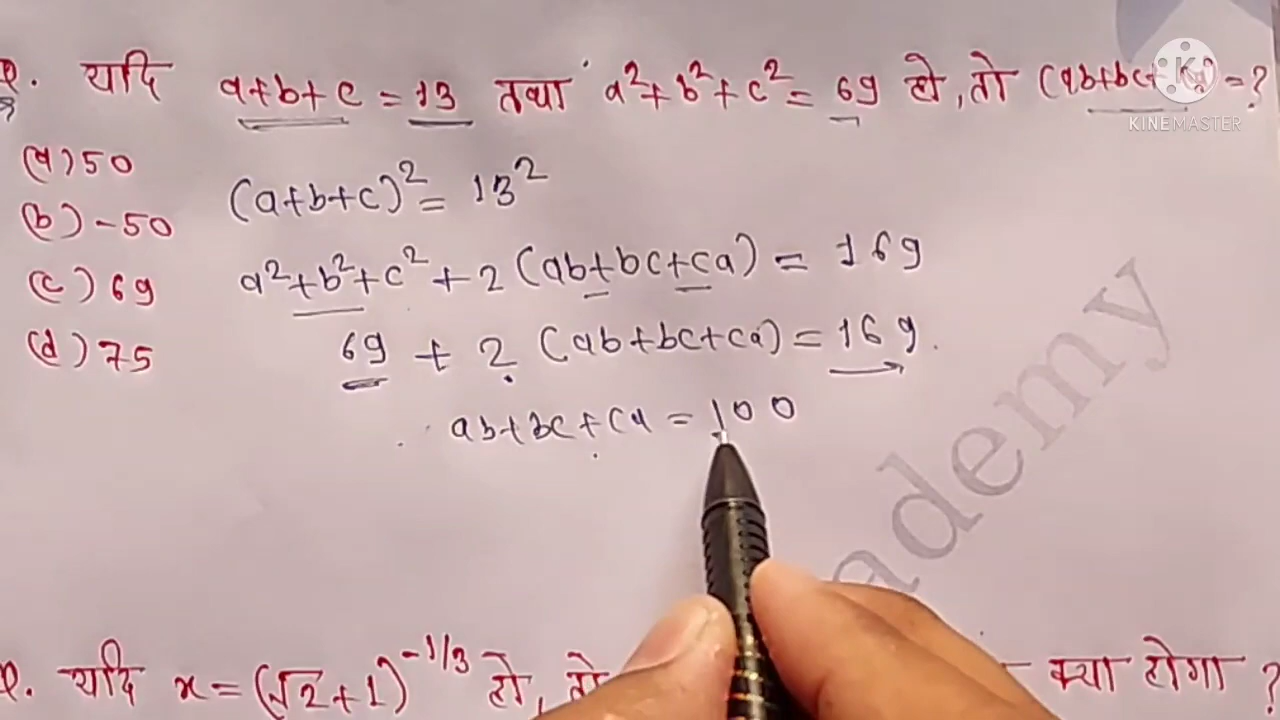 Q. यदि a+b+c = 13 तथा a²+b²+c² = 69 हो, तो (ab+bc+ = ?
KINEMASTER
(a) 50
(b) -50
(c) 69
(d) 75
(a+b+c)² = 13²
a²+b²+c² + 2 (ab+bc+ca) = 169
69 + 2 (ab+bc+ca) = 169.
ab+bc+ca = 100
ademy
Q. यदि x = (√2+1)^-1/3 हो, तो क्या होगा ?